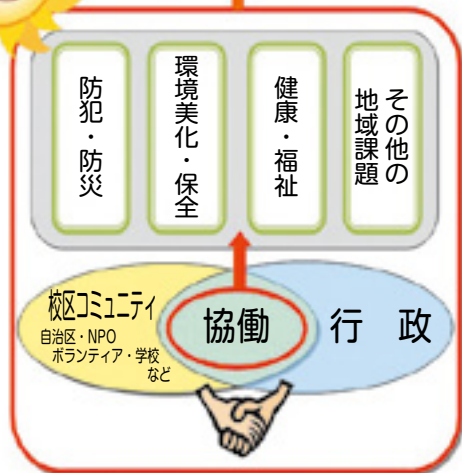 防犯・防災
環境美化・保全
健康・福祉
その他の
地域課題
校区コミュニティ
自治区・NPO
ボランティア・学校
など
協働
行　政